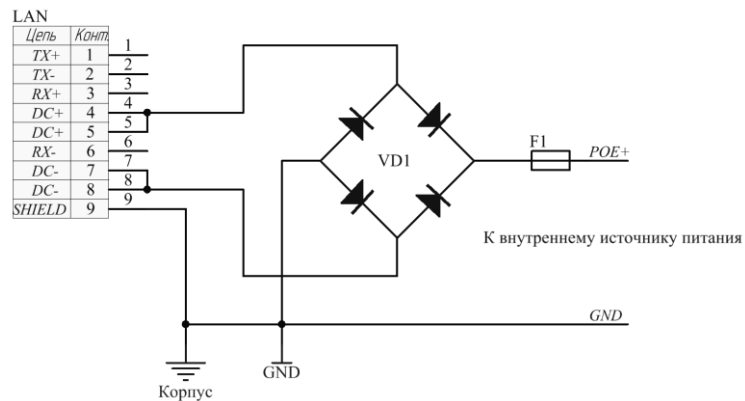 LAN
Цепь Конт.
TX+ 1 1
TX- 2 2
RX+ 3 3
DC+ 4 4
DC+ 5 5
RX- 6 6
DC- 7 7
DC- 8 8
SHIELD 9 9
VD1
F1
POE+
К внутреннему источнику питания
GND
GND
Корпус